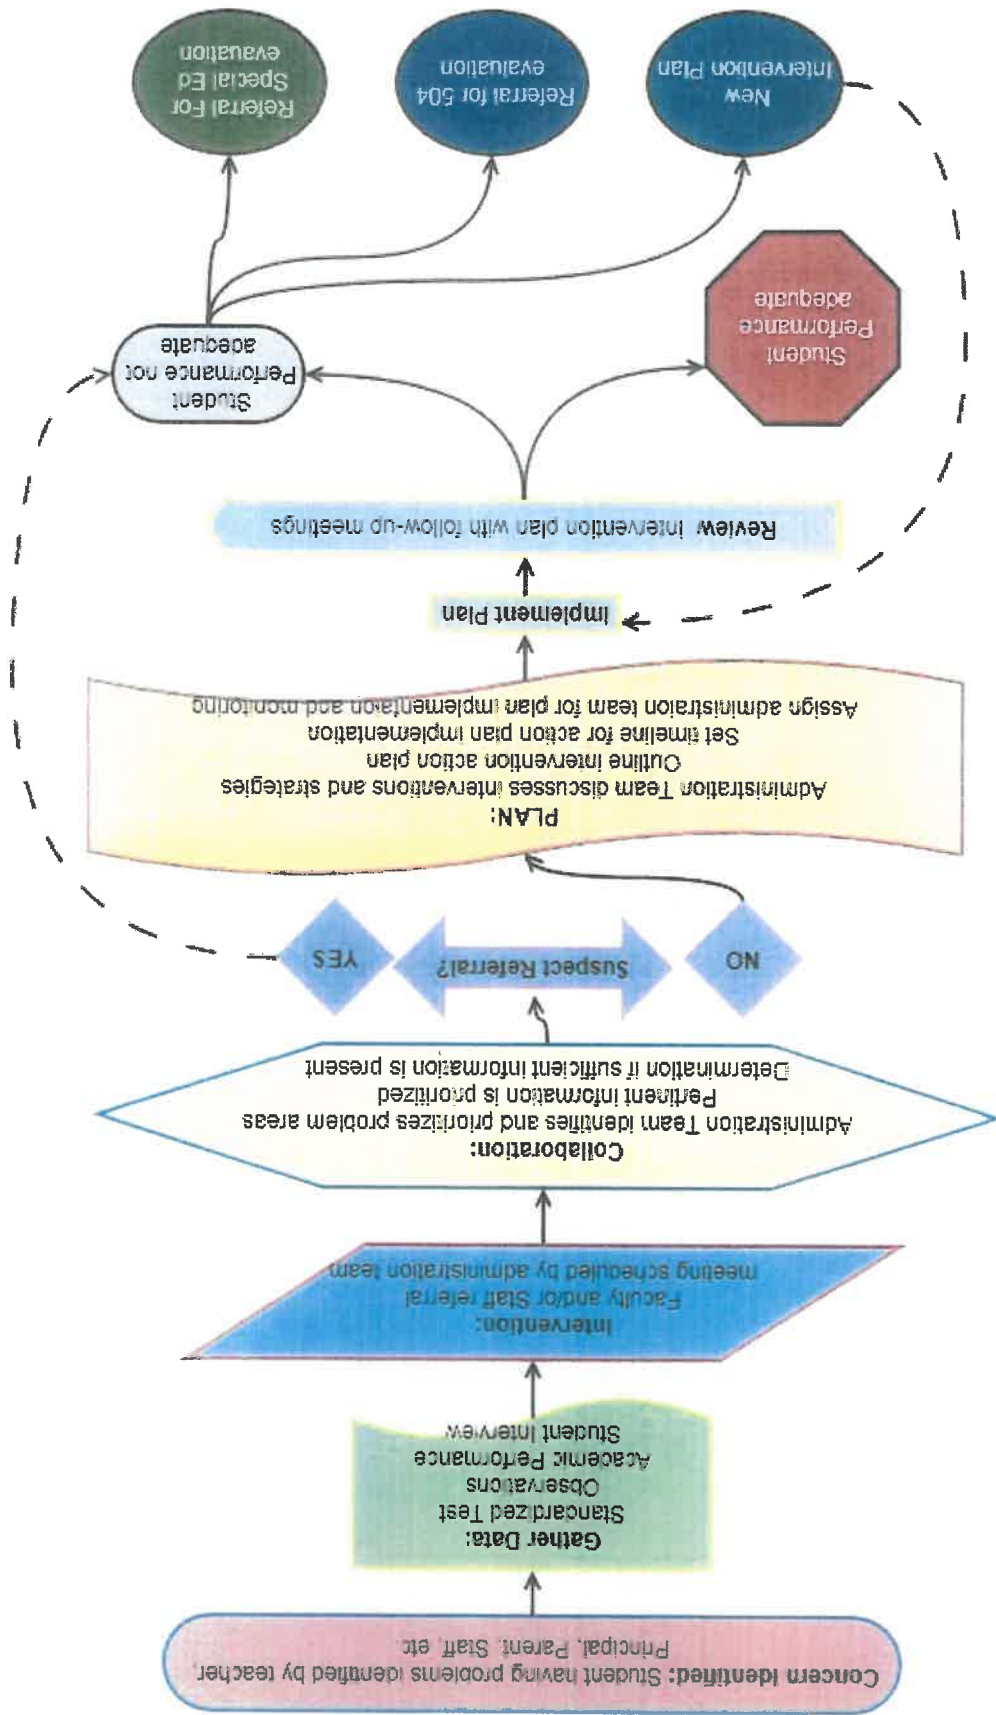 Concern Identified: Student having problems identified by teacher,
Principal, Parent, Staff, etc.
Gather Data:
Standardized Test
Observations
Academic Performance
Student Interview
Intervention:
Faculty and/or Staff referral
meeting scheduled by administration team
Collaboration:
Administration Team identifies and prioritizes problem areas
Pertinent information is prioritized
Determination if sufficient information is present
Suspect Referral?
NO
YES
PLAN:
Administration Team discusses interventions and strategies
Outline intervention action plan
Set timeline for action plan implementation
Assign administraion team for plan implementaion and monitoring
Implement Plan
Review intervention plan with follow-up meetings
Student
Performance
adequate
Student
Performance not
adequate
New
Intervention Plan
Referral for 504
evaluation
Referral For
Special Ed
evauation